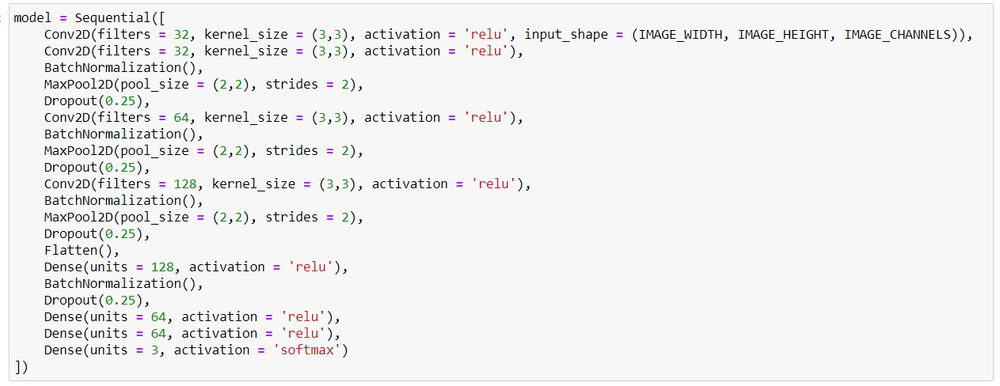 model = Sequential([
    Conv2D(filters = 32, kernel_size = (3,3), activation = 'relu', input_shape = (IMAGE_WIDTH, IMAGE_HEIGHT, IMAGE_CHANNELS)),
    Conv2D(filters = 32, kernel_size = (3,3), activation = 'relu'),
    BatchNormalization(),
    MaxPool2D(pool_size = (2,2), strides = 2),
    Dropout(0.25),
    Conv2D(filters = 64, kernel_size = (3,3), activation = 'relu'),
    BatchNormalization(),
    MaxPool2D(pool_size = (2,2), strides = 2),
    Dropout(0.25),
    Conv2D(filters = 128, kernel_size = (3,3), activation = 'relu'),
    BatchNormalization(),
    MaxPool2D(pool_size = (2,2), strides = 2),
    Dropout(0.25),
    Flatten(),
    Dense(units = 128, activation = 'relu'),
    BatchNormalization(),
    Dropout(0.25),
    Dense(units = 64, activation = 'relu'),
    Dense(units = 64, activation = 'relu'),
    Dense(units = 3, activation = 'softmax')
])